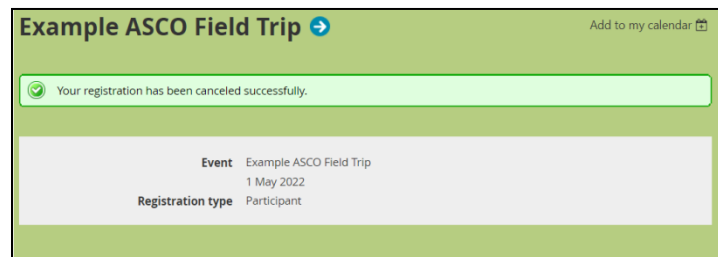 Example ASCO Field Trip
Add to my calendar
Your registration has been canceled successfully.
Event Example ASCO Field Trip
1 May 2022
Registration type Participant